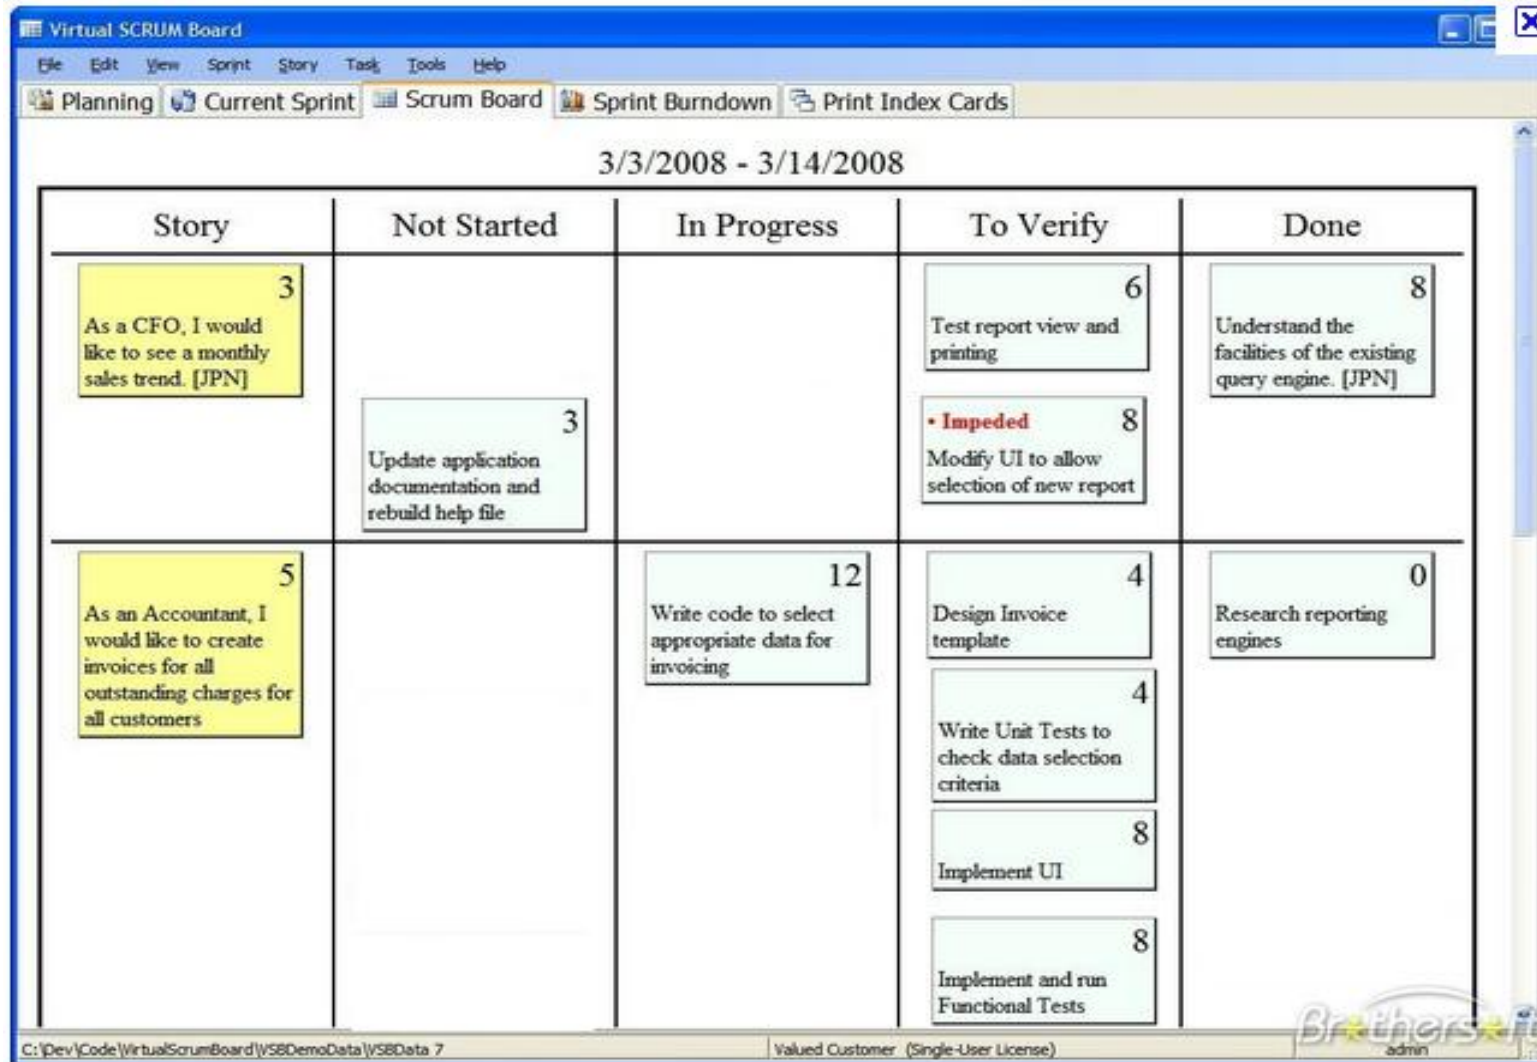 Virtual SCRUM Board
File Edit View Sprint Story Task Tools Help
Planning Current Sprint Scrum Board Sprint Burndown Print Index Cards
3/3/2008 - 3/14/2008
Story Not Started In Progress To Verify Done
3
As a CFO, I would
like to see a monthly
sales trend. [JPN]
3
Update application
documentation and
rebuild help file
6
Test report view and
printing
• Impeded 8
Modify UI to allow
selection of new report
8
Understand the
facilities of the existing
query engine. [JPN]
5
As an Accountant, I
would like to create
invoices for all
outstanding charges for
all customers
12
Write code to select
appropriate data for
invoicing
4
Design Invoice
template
4
Write Unit Tests to
check data selection
criteria
8
Implement UI
8
Implement and run
Functional Tests
0
Research reporting
engines
C:\Dev\Code\VirtualScrumBoard\VSBDemoData\VSBData 7 Valued Customer (Single-User License) admin